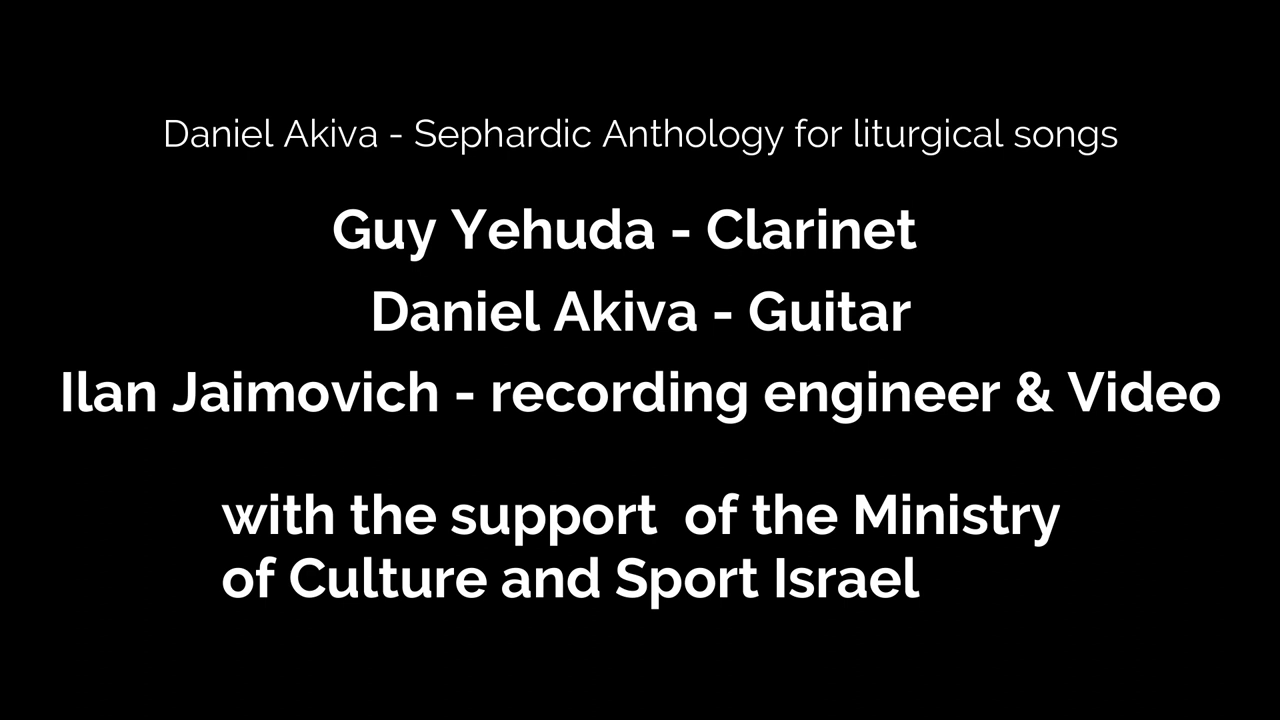 Daniel Akiva - Sephardic Anthology for liturgical songs
Guy Yehuda - Clarinet
Daniel Akiva - Guitar
Ilan Jaimovich - recording engineer & Video
with the support  of the Ministry
of Culture and Sport Israel